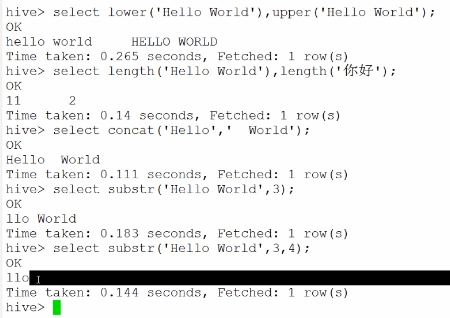 hive> select lower('Hello World'),upper('Hello World');
OK
hello world     HELLO WORLD
Time taken: 0.265 seconds, Fetched: 1 row(s)
hive> select length('Hello World'),length('你好');
OK
11      2
Time taken: 0.14 seconds, Fetched: 1 row(s)
hive> select concat('Hello','  World');
OK
Hello  World
Time taken: 0.111 seconds, Fetched: 1 row(s)
hive> select substr('Hello World',3);
OK
llo World
Time taken: 0.183 seconds, Fetched: 1 row(s)
hive> select substr('Hello World',3,4);
OK
llo
Time taken: 0.144 seconds, Fetched: 1 row(s)
hive>